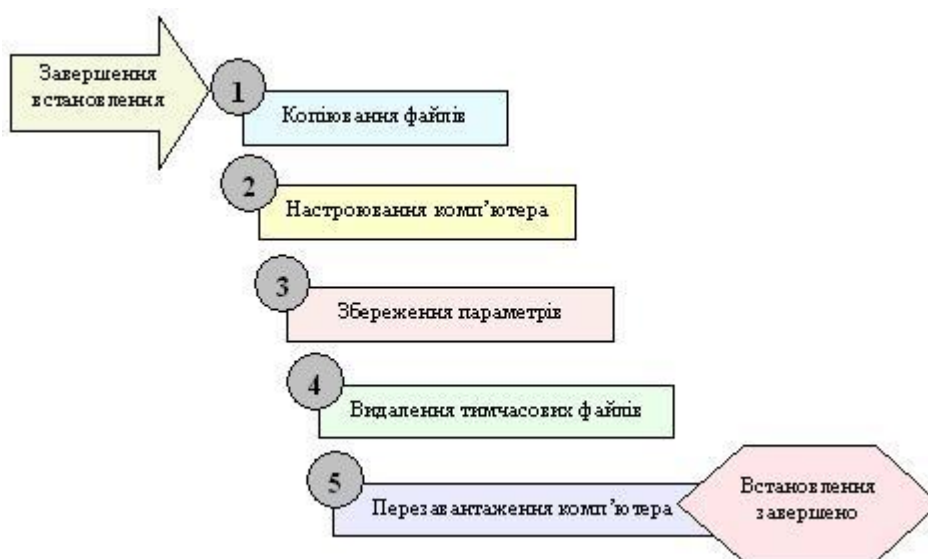 Завершення
встановлення
1
Копіювання файлів
2
Настроювання комп’ютера
3
Збереження параметрів
4
Видалення тимчасових файлів
5
Перезавантаження комп’ютера
Встановлення
завершено